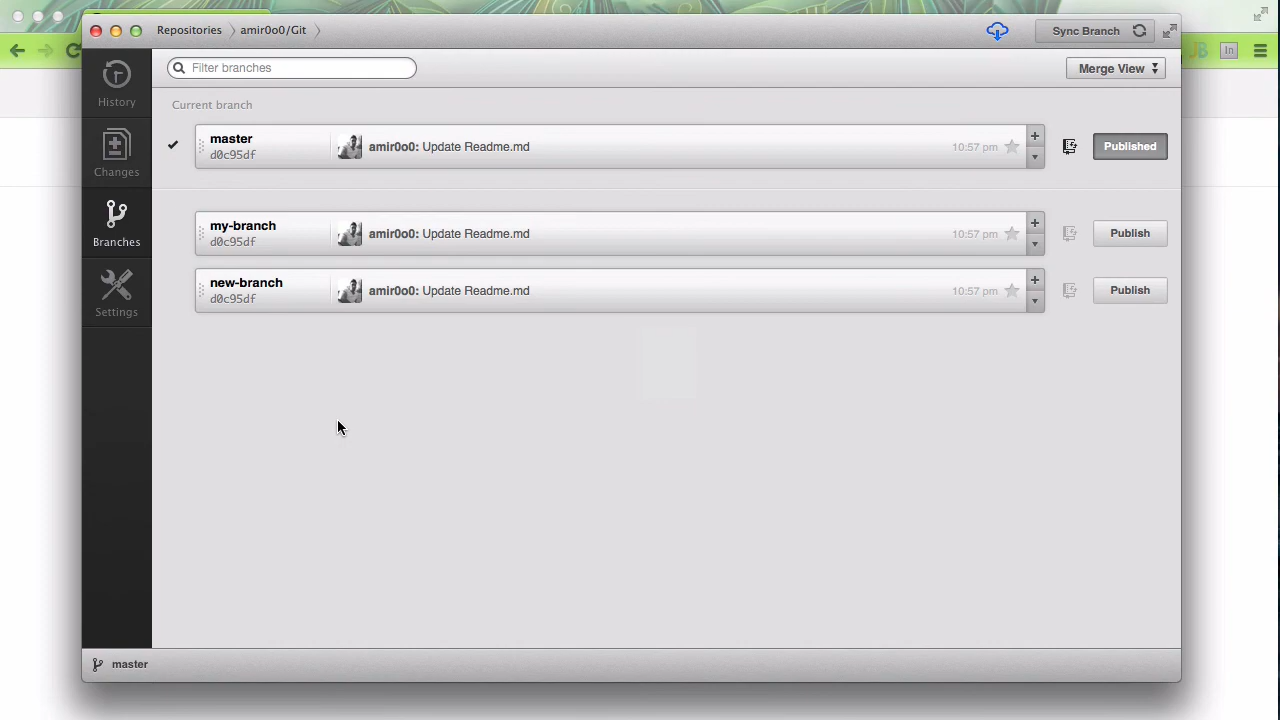 Repositories amir0o0/Git Sync Branch
In
Filter branches Merge View
Current branch
History
Changes
Branches
Settings
master
d0c95df
amir0o0: Update Readme.md 10:57 pm + Published
my-branch
d0c95df
amir0o0: Update Readme.md 10:57 pm + Publish
new-branch
d0c95df
amir0o0: Update Readme.md 10:57 pm + Publish
master